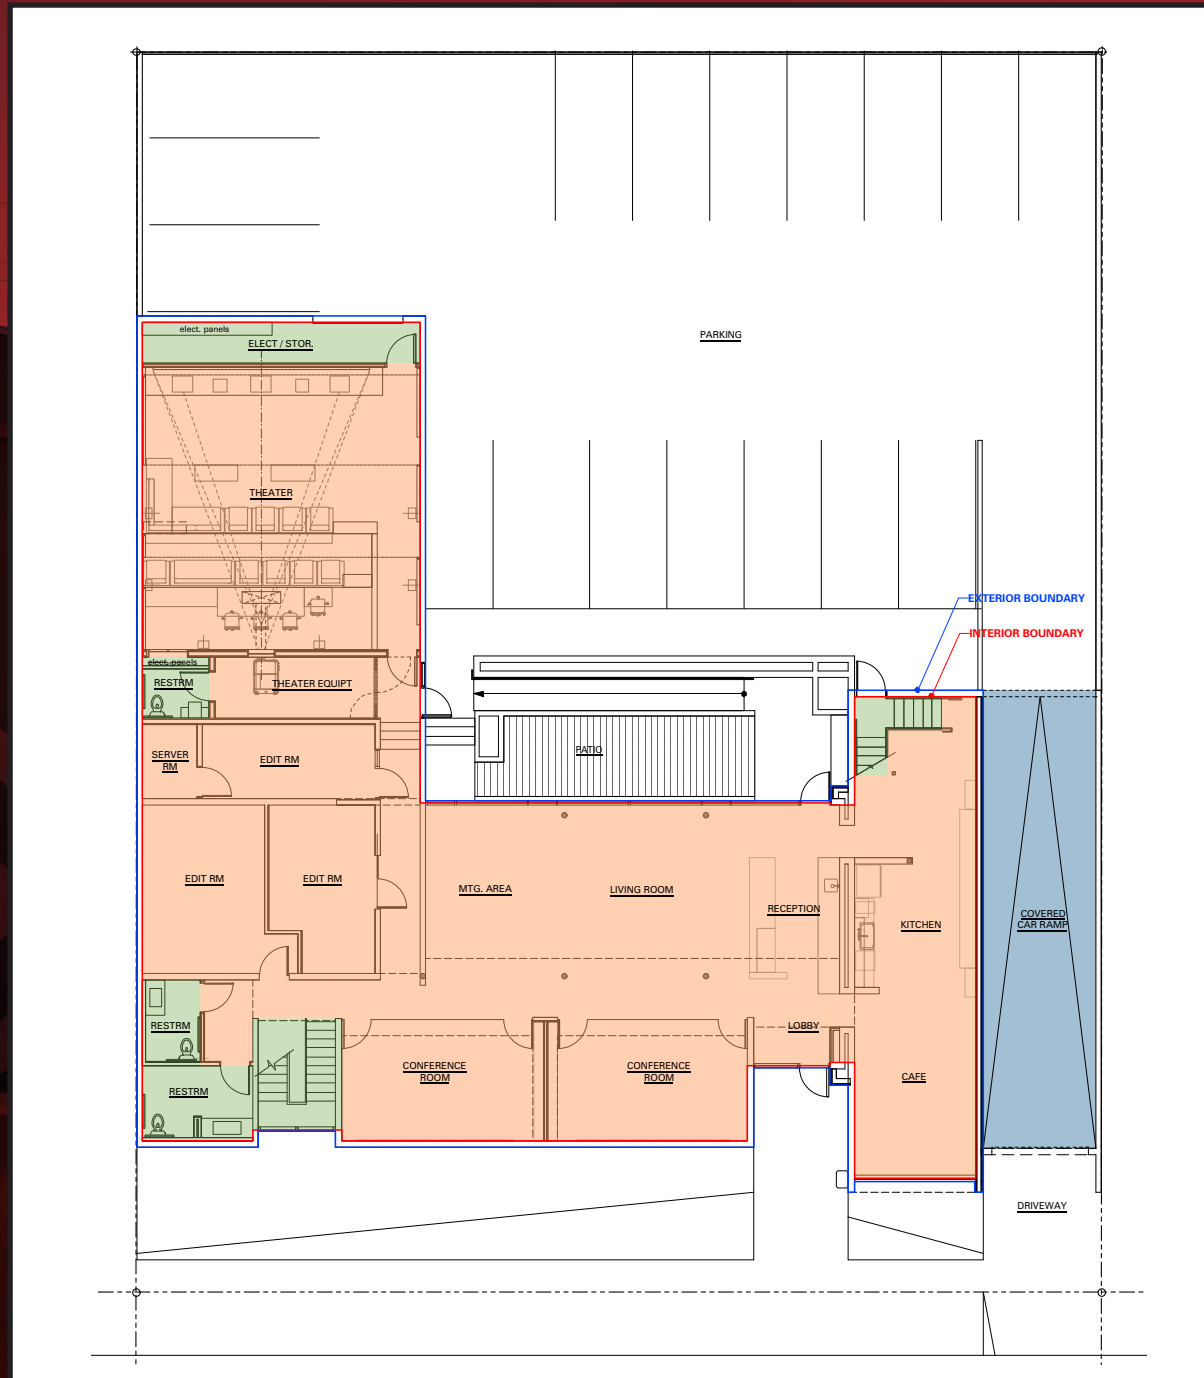 elect. panels
ELECT / STOR.
PARKING
THEATER
EXTERIOR BOUNDARY
INTERIOR BOUNDARY
elect. panels
RESTRM
THEATER EQUIPT
PATIO
SERVER
RM
EDIT RM
EDIT RM
EDIT RM
MTG. AREA
LIVING ROOM
RECEPTION
KITCHEN
COVERED
CAR RAMP
RESTRM
LOBBY
CONFERENCE
ROOM
CONFERENCE
ROOM
CAFE
RESTRM
DRIVEWAY